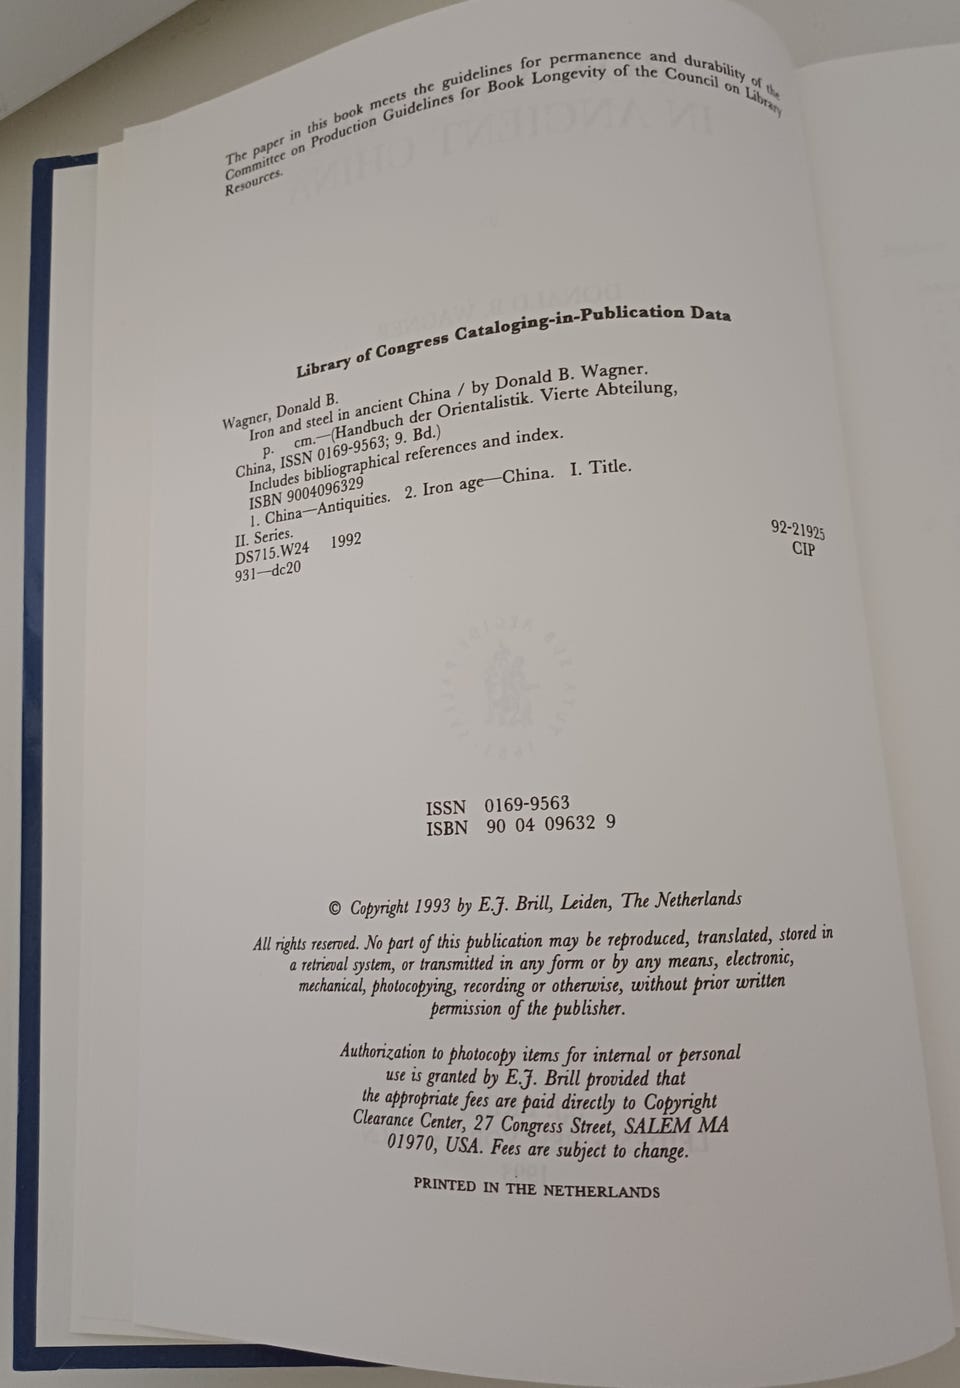 The paper in this book meets the guidelines for permanence and durability of the
Committee on Production Guidelines for Book Longevity of the Council on Library
Resources.
Library of Congress Cataloging-in-Publication Data
Wagner, Donald B.
Iron and steel in ancient China / by Donald B. Wagner.
p. cm.—(Handbuch der Orientalistik. Vierte Abteilung,
China, ISSN 0169-9563; 9. Bd.)
Includes bibliographical references and index.
ISBN 9004096329
1. China—Antiquities. 2. Iron age—China. I. Title.
II. Series.
DS715.W24 1992
931—dc20
92-21925
CIP
ISSN 0169-9563
ISBN 90 04 09632 9
© Copyright 1993 by E.J. Brill, Leiden, The Netherlands
All rights reserved. No part of this publication may be reproduced, translated, stored in
a retrieval system, or transmitted in any form or by any means, electronic,
mechanical, photocopying, recording or otherwise, without prior written
permission of the publisher.
Authorization to photocopy items for internal or personal
use is granted by E.J. Brill provided that
the appropriate fees are paid directly to Copyright
Clearance Center, 27 Congress Street, SALEM MA
01970, USA. Fees are subject to change.
PRINTED IN THE NETHERLANDS